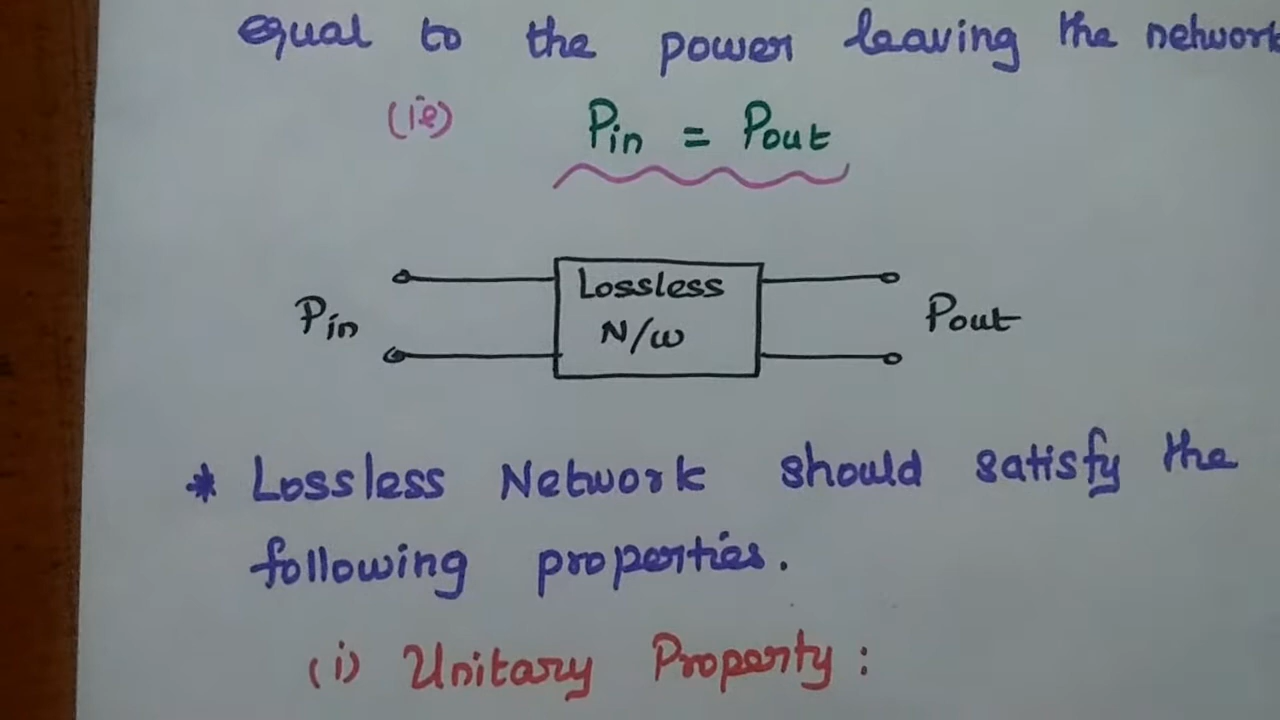 equal to the power leaving the network
(ie) Pin = Pout
Lossless
Pin N/w Pout
* Lossless Network should satisfy the
following properties.
(i) Unitary Property :